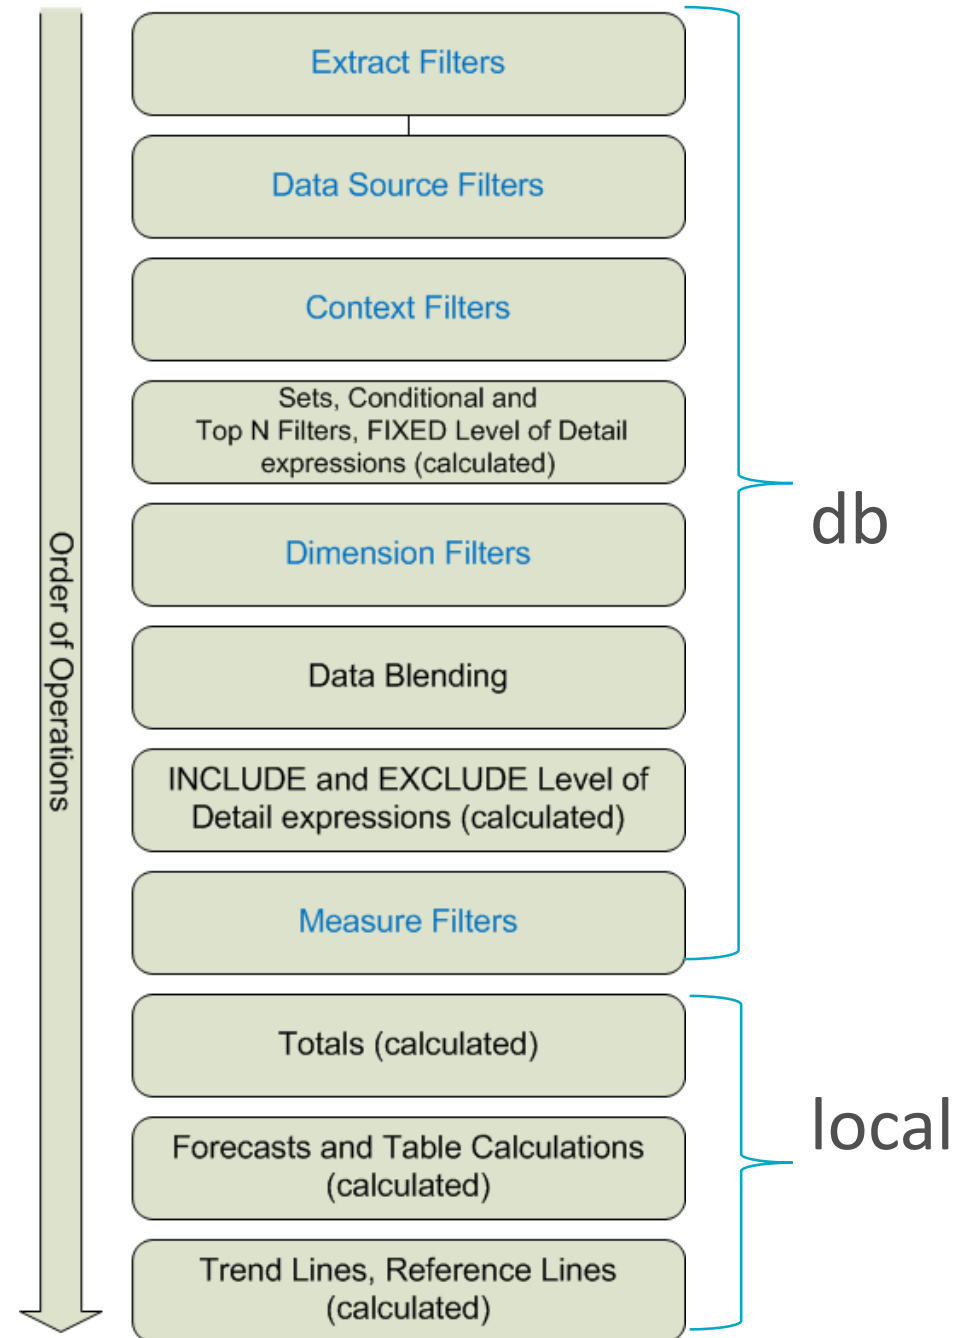 Extract Filters
Data Source Filters
Context Filters
Sets, Conditional and
Top N Filters, FIXED Level of Detail
expressions (calculated)
Dimension Filters
Data Blending
INCLUDE and EXCLUDE Level of
Detail expressions (calculated)
Measure Filters
Totals (calculated)
Forecasts and Table Calculations
(calculated)
Trend Lines, Reference Lines
(calculated)
Order of Operations
db
local